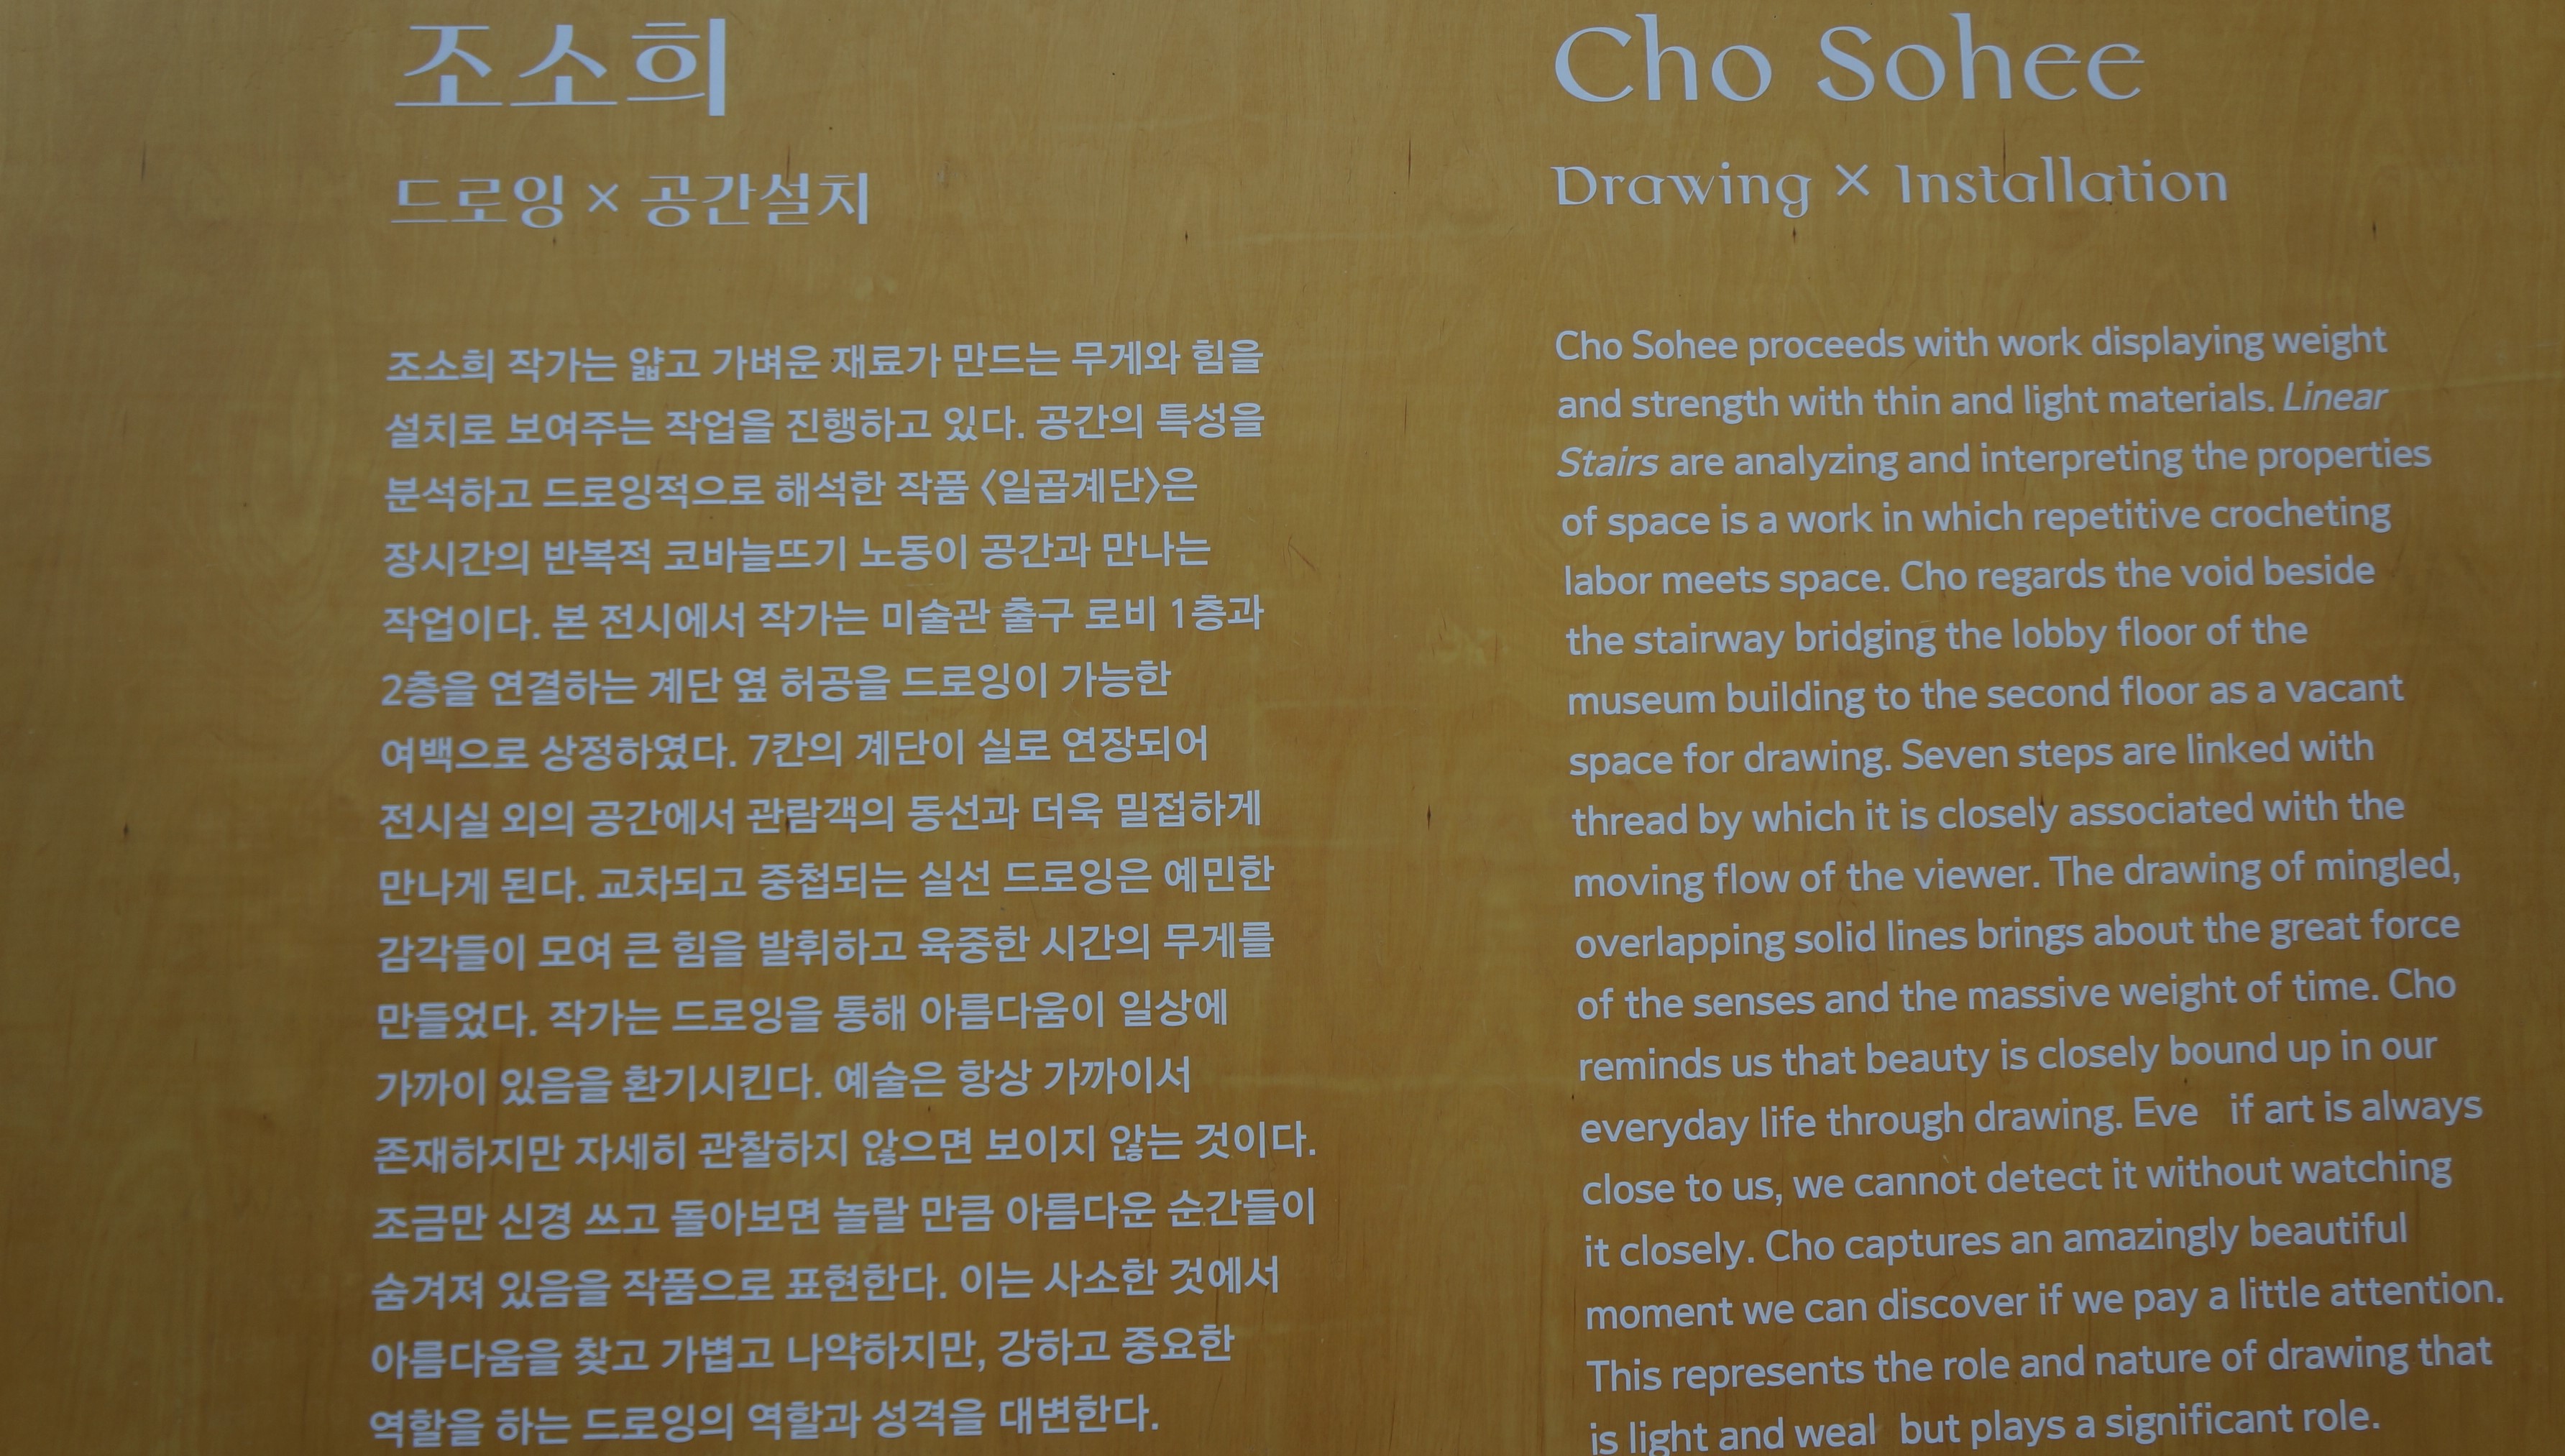 조소희
드로잉 × 공간설치
조소희 작가는 얇고 가벼운 재료가 만드는 무게와 힘을
설치로 보여주는 작업을 진행하고 있다. 공간의 특성을
분석하고 드로잉적으로 해석한 작품 〈일곱계단〉은
장시간의 반복적 코바늘뜨기 노동이 공간과 만나는
작업이다. 본 전시에서 작가는 미술관 출구 로비 1층과
2층을 연결하는 계단 옆 허공을 드로잉이 가능한
여백으로 상정하였다. 7칸의 계단이 실로 연장되어
전시실 외의 공간에서 관람객의 동선과 더욱 밀접하게
만나게 된다. 교차되고 중첩되는 실선 드로잉은 예민한
감각들이 모여 큰 힘을 발휘하고 육중한 시간의 무게를
만들었다. 작가는 드로잉을 통해 아름다움이 일상에
가까이 있음을 환기시킨다. 예술은 항상 가까이서
존재하지만 자세히 관찰하지 않으면 보이지 않는 것이다.
조금만 신경 쓰고 돌아보면 놀랄 만큼 아름다운 순간들이
숨겨져 있음을 작품으로 표현한다. 이는 사소한 것에서
아름다움을 찾고 가볍고 나약하지만, 강하고 중요한
역할을 하는 드로잉의 역할과 성격을 대변한다.
Cho Sohee
Drawing × Installation
Cho Sohee proceeds with work displaying weight
and strength with thin and light materials. Linear
Stairs are analyzing and interpreting the properties
of space is a work in which repetitive crocheting
labor meets space. Cho regards the void beside
the stairway bridging the lobby floor of the
museum building to the second floor as a vacant
space for drawing. Seven steps are linked with
thread by which it is closely associated with the
moving flow of the viewer. The drawing of mingled,
overlapping solid lines brings about the great force
of the senses and the massive weight of time. Cho
reminds us that beauty is closely bound up in our
everyday life through drawing. Eve if art is always
close to us, we cannot detect it without watching
it closely. Cho captures an amazingly beautiful
moment we can discover if we pay a little attention.
This represents the role and nature of drawing that
is light and weal but plays a significant role.